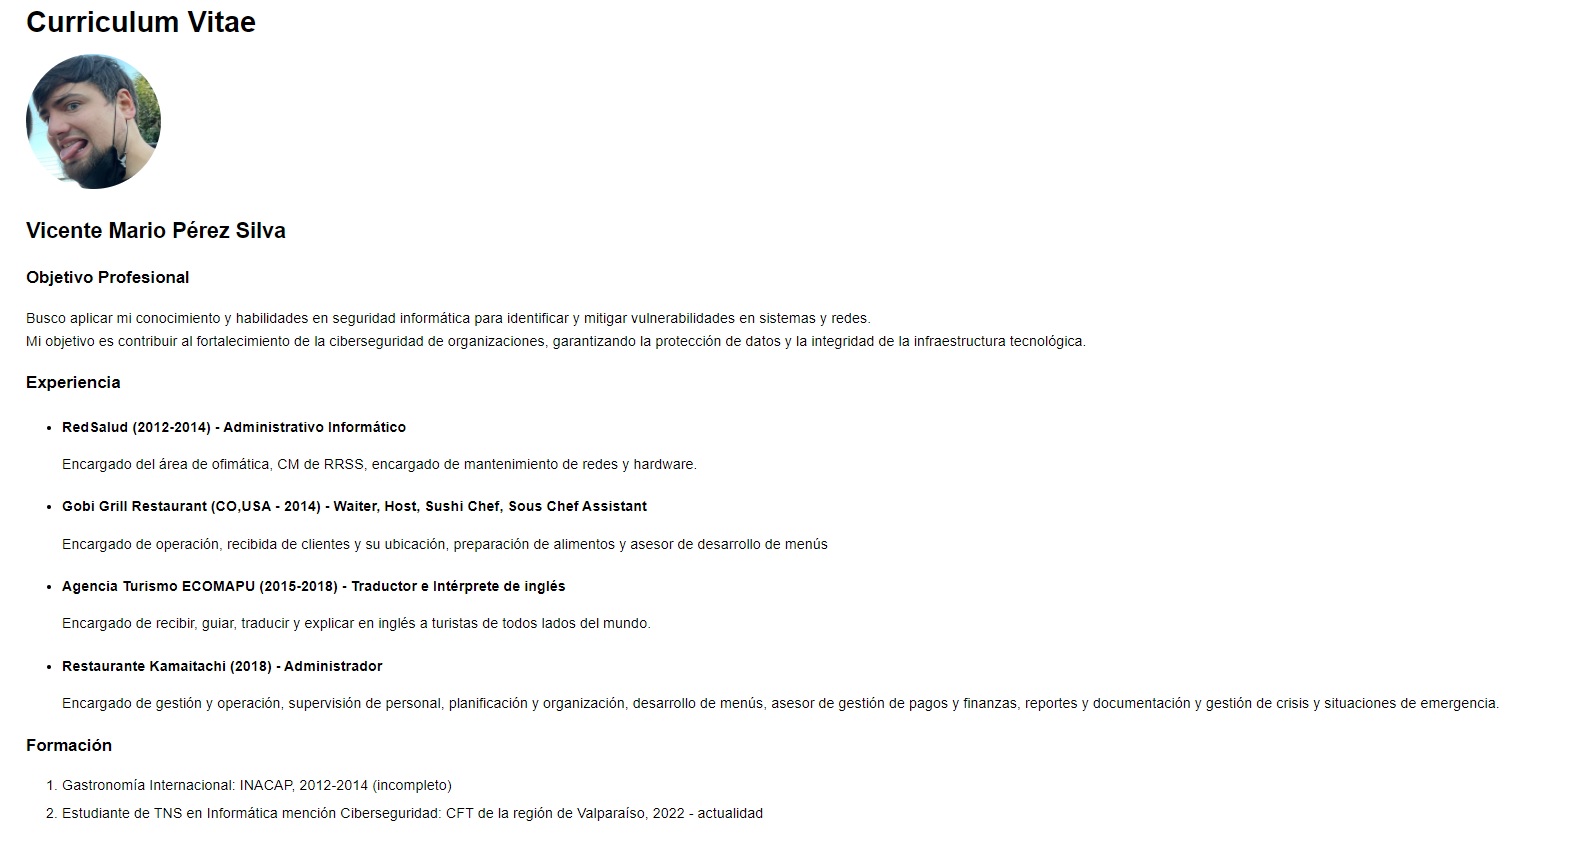 Curriculum Vitae
Vicente Mario Pérez Silva
Objetivo Profesional
Busco aplicar mi conocimiento y habilidades en seguridad informática para identificar y mitigar vulnerabilidades en sistemas y redes.
Mi objetivo es contribuir al fortalecimiento de la ciberseguridad de organizaciones, garantizando la protección de datos y la integridad de la infraestructura tecnológica.
Experiencia
• RedSalud (2012-2014) - Administrativo Informático
Encargado del área de ofimática, CM de RRSS, encargado de mantenimiento de redes y hardware.
• Gobi Grill Restaurant (CO,USA - 2014) - Waiter, Host, Sushi Chef, Sous Chef Assistant
Encargado de operación, recibida de clientes y su ubicación, preparación de alimentos y asesor de desarrollo de menús
• Agencia Turismo ECOMAPU (2015-2018) - Traductor e Intérprete de inglés
Encargado de recibir, guiar, traducir y explicar en inglés a turistas de todos lados del mundo.
• Restaurante Kamaitachi (2018) - Administrador
Encargado de gestión y operación, supervisión de personal, planificación y organización, desarrollo de menús, asesor de gestión de pagos y finanzas, reportes y documentación y gestión de crisis y situaciones de emergencia.
Formación
1. Gastronomía Internacional: INACAP, 2012-2014 (incompleto)
2. Estudiante de TNS en Informática mención Ciberseguridad: CFT de la región de Valparaíso, 2022 - actualidad